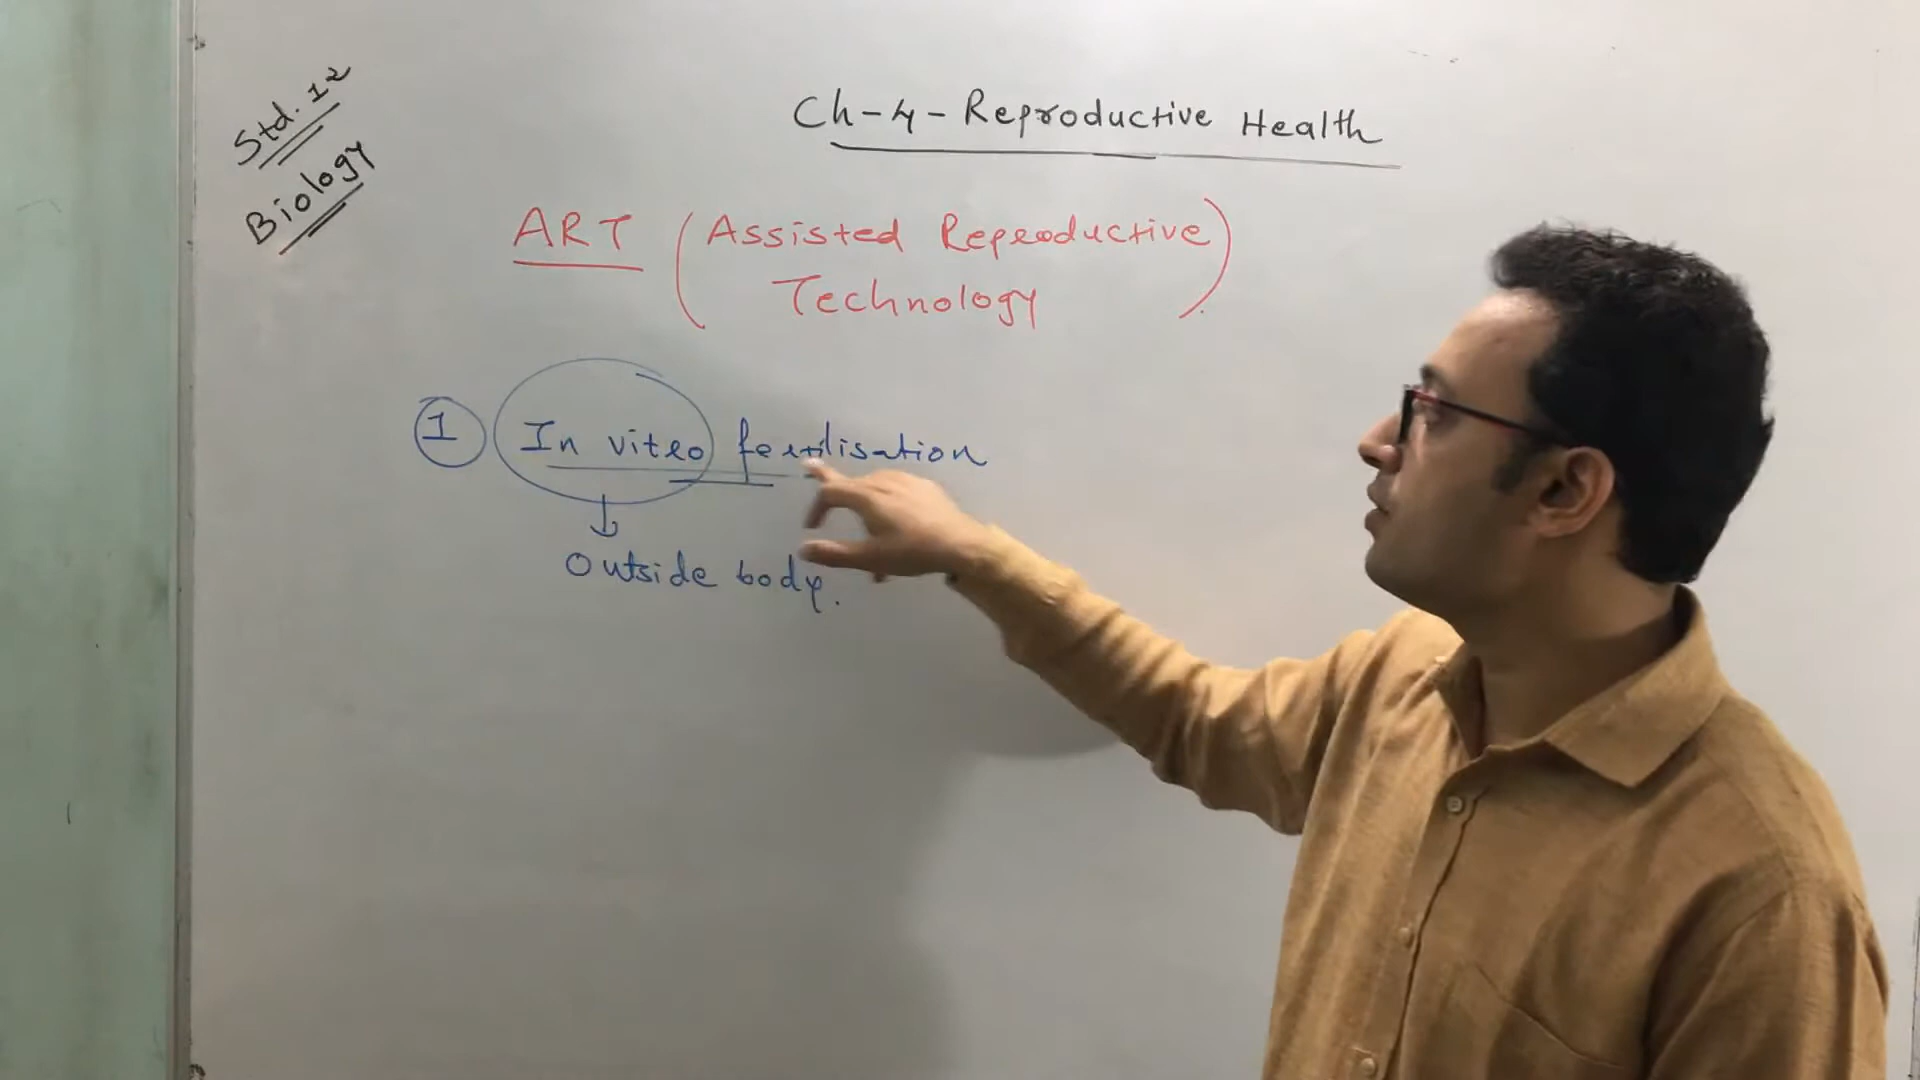 Std. 12
Biology
Ch-4-Reproductive Health
ART (Assisted Reproductive
Technology)
1 In vitro fertilisation
Outside body.